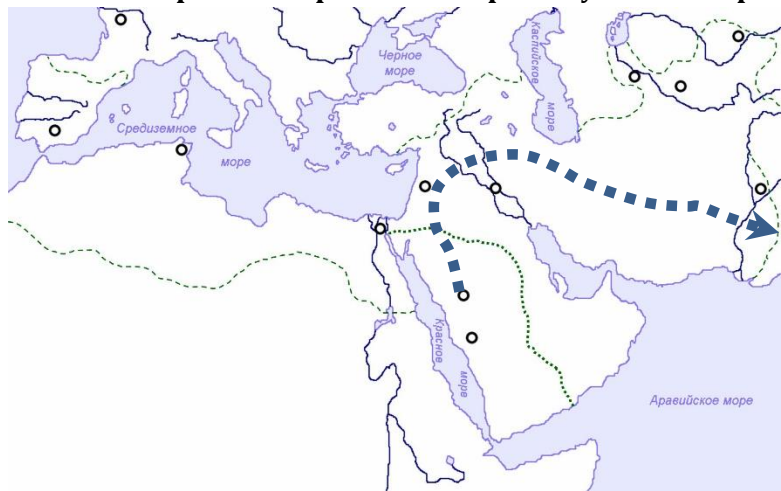 Черное
море
Каспийское
море
Средиземное
море
Красное
море
Аравийское море